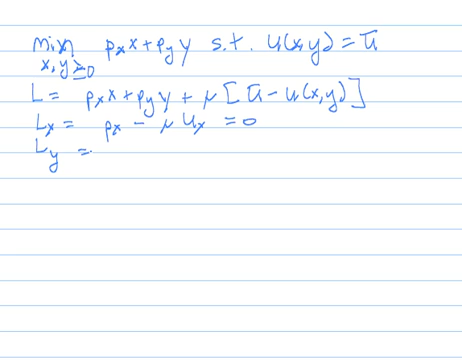 min pₓx + p_y y s.t. u(x,y) = ū
x, y ≥ 0
L = pₓx + p_y y + μ [ū - u(x,y)]
Lₓ = pₓ - μ uₓ = 0
L_y =